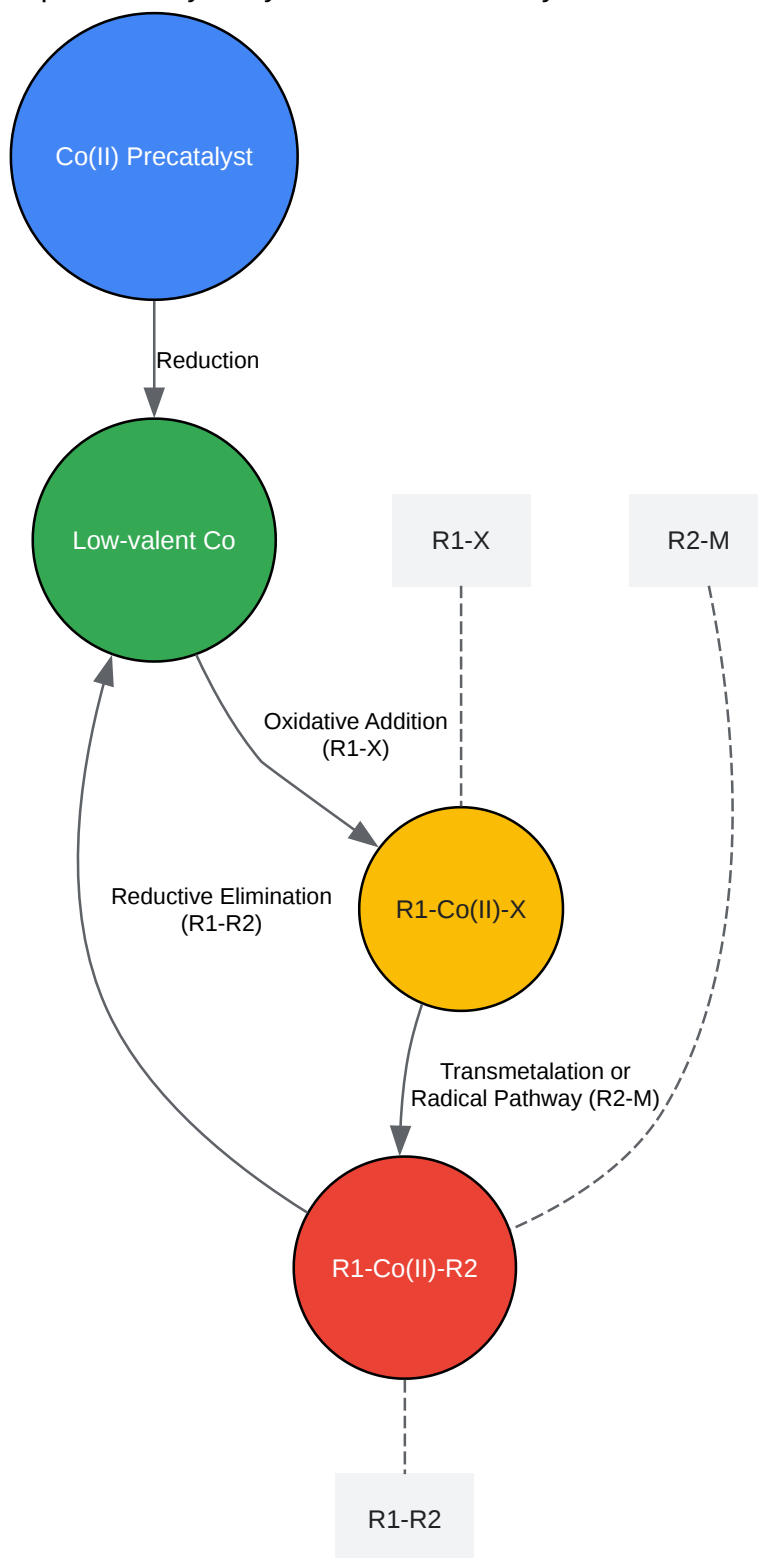 Co(II) Precatalyst
Reduction
Low-valent Co
R1-X
R2-M
Oxidative Addition
(R1-X)
Reductive Elimination
(R1-R2)
R1-Co(II)-X
Transmetalation or
Radical Pathway (R2-M)
R1-Co(II)-R2
R1-R2